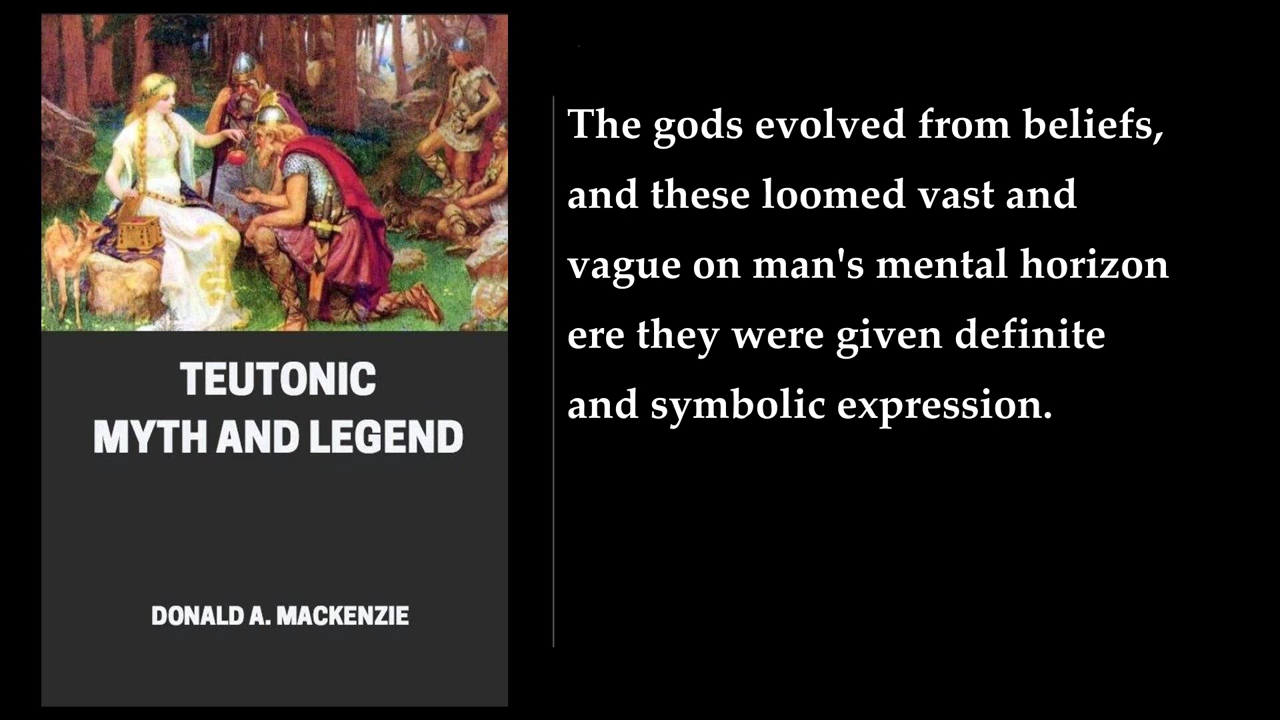 TEUTONIC
MYTH AND LEGEND
DONALD A. MACKENZIE
The gods evolved from beliefs,
and these loomed vast and
vague on man's mental horizon
ere they were given definite
and symbolic expression.